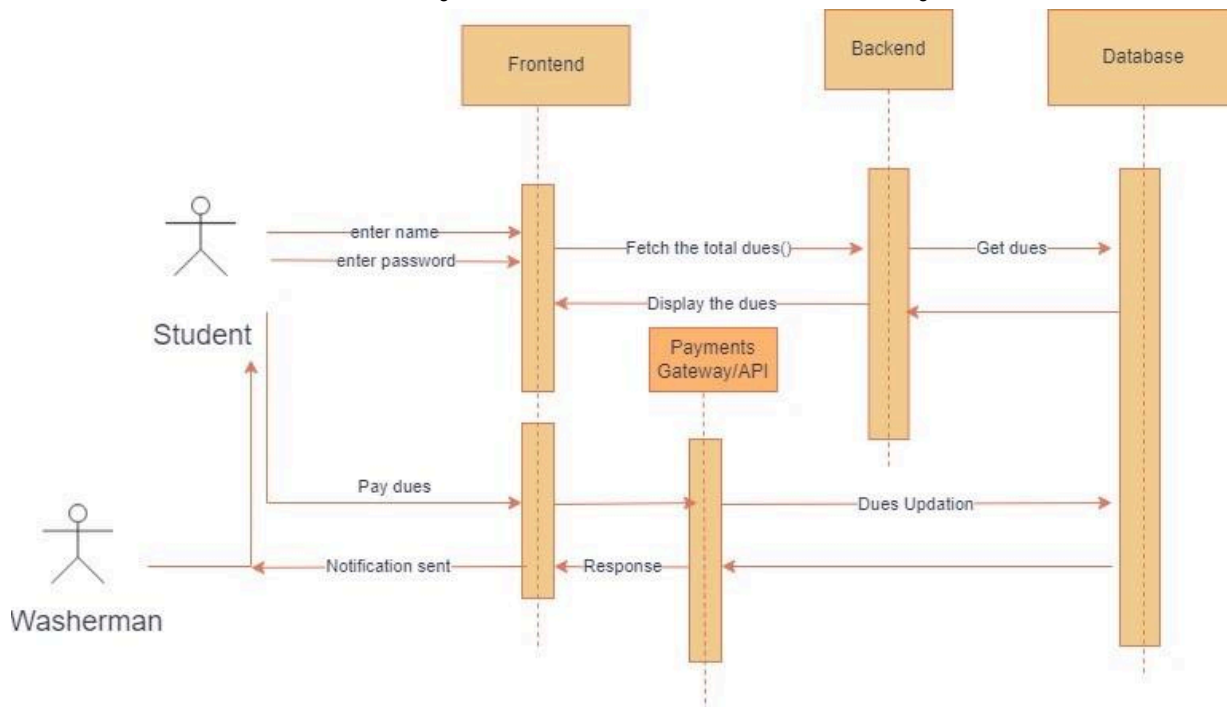 Frontend
Backend
Database
enter name
enter password
Fetch the total dues()
Get dues
Display the dues
Student
Payments
Gateway/API
Pay dues
Dues Updation
Notification sent
Response
Washerman